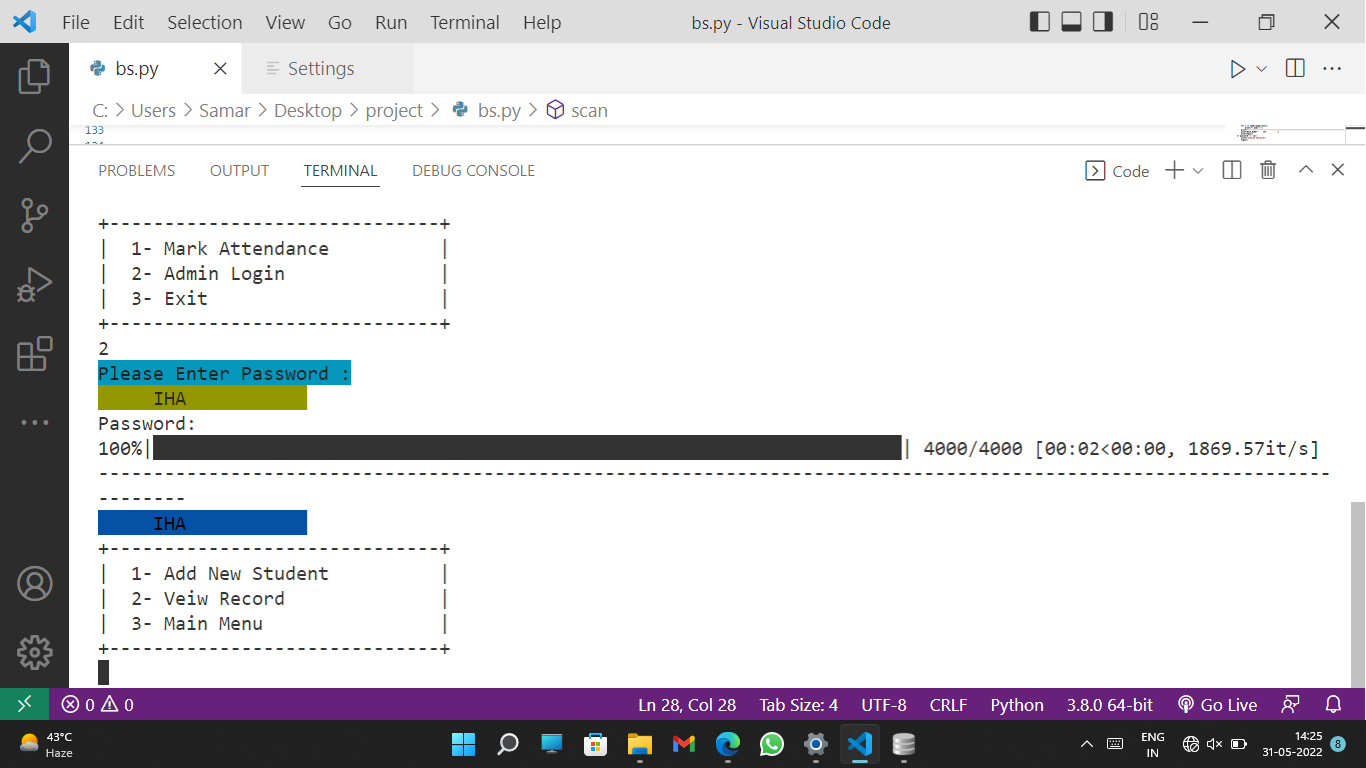 File Edit Selection View Go Run Terminal Help bs.py - Visual Studio Code
bs.py Settings
C: > Users > Samar > Desktop > project > bs.py > scan
133
PROBLEMS OUTPUT TERMINAL DEBUG CONSOLE Code
+------------------------------+
| 1- Mark Attendance |
| 2- Admin Login |
| 3- Exit |
+------------------------------+
2
Please Enter Password :
IHA
Password:
100%| | 4000/4000 [00:02<00:00, 1869.57it/s]
----------------------------------------------------------------------------------------------------------------
--------
IHA
+------------------------------+
| 1- Add New Student |
| 2- Veiw Record |
| 3- Main Menu |
+------------------------------+
0 0 Ln 28, Col 28 Tab Size: 4 UTF-8 CRLF Python 3.8.0 64-bit Go Live
43°C
Haze
ENG
IN
14:25
31-05-2022
8